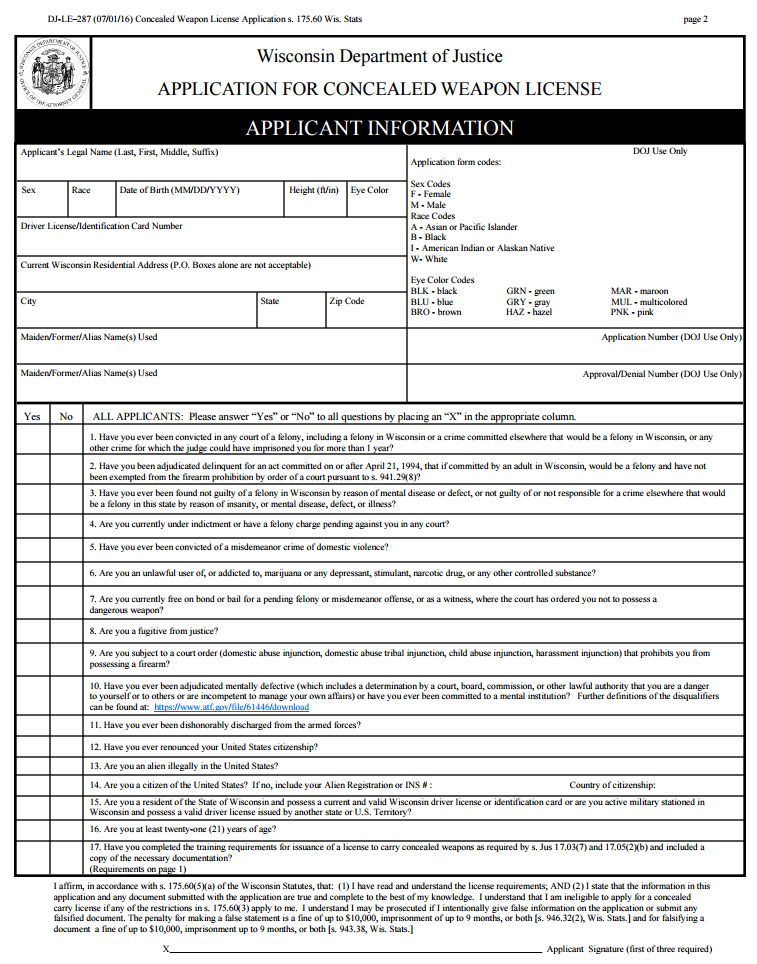 DJ-LE-287 (07/01/16) Concealed Weapon License Application s. 175.60 Wis. Stats page 2
Wisconsin Department of Justice
APPLICATION FOR CONCEALED WEAPON LICENSE
APPLICANT INFORMATION
Applicant's Legal Name (Last, First, Middle, Suffix)
Sex Race Date of Birth (MM/DD/YYYY) Height (ft/in) Eye Color
Driver License/Identification Card Number
Current Wisconsin Residential Address (P.O. Boxes alone are not acceptable)
City State Zip Code
Maiden/Former/Alias Name(s) Used
Maiden/Former/Alias Name(s) Used
DOJ Use Only
Application form codes:
Sex Codes
F - Female
M - Male
Race Codes
A - Asian or Pacific Islander
B - Black
I - American Indian or Alaskan Native
W- White
Eye Color Codes
BLK - black GRN - green MAR - maroon
BLU - blue GRY - gray MUL - multicolored
BRO - brown HAZ - hazel PNK - pink
Application Number (DOJ Use Only)
Approval/Denial Number (DOJ Use Only)
Yes No ALL APPLICANTS: Please answer “Yes” or “No” to all questions by placing an “X” in the appropriate column.
1. Have you ever been convicted in any court of a felony, including a felony in Wisconsin or a crime committed elsewhere that would be a felony in Wisconsin, or any
other crime for which the judge could have imprisoned you for more than 1 year?
2. Have you been adjudicated delinquent for an act committed on or after April 21, 1994, that if committed by an adult in Wisconsin, would be a felony and have not
been exempted from the firearm prohibition by order of a court pursuant to s. 941.29(8)?
3. Have you ever been found not guilty of a felony in Wisconsin by reason of mental disease or defect, or not guilty of or not responsible for a crime elsewhere that would
be a felony in this state by reason of insanity, or mental disease, defect, or illness?
4. Are you currently under indictment or have a felony charge pending against you in any court?
5. Have you ever been convicted of a misdemeanor crime of domestic violence?
6. Are you an unlawful user of, or addicted to, marijuana or any depressant, stimulant, narcotic drug, or any other controlled substance?
7. Are you currently free on bond or bail for a pending felony or misdemeanor offense, or as a witness, where the court has ordered you not to possess a
dangerous weapon?
8. Are you a fugitive from justice?
9. Are you subject to a court order (domestic abuse injunction, domestic abuse tribal injunction, child abuse injunction, harassment injunction) that prohibits you from
possessing a firearm?
10. Have you ever been adjudicated mentally defective (which includes a determination by a court, board, commission, or other lawful authority that you are a danger
to yourself or to others or are incompetent to manage your own affairs) or have you ever been committed to a mental institution? Further definitions of the disqualifiers
can be found at: https://www.atf.gov/file/61446/download
11. Have you ever been dishonorably discharged from the armed forces?
12. Have you ever renounced your United States citizenship?
13. Are you an alien illegally in the United States?
14. Are you a citizen of the United States? If no, include your Alien Registration or INS # : Country of citizenship:
15. Are you a resident of the State of Wisconsin and possess a current and valid Wisconsin driver license or identification card or are you active military stationed in
Wisconsin and possess a valid driver license issued by another state or U.S. Territory?
16. Are you at least twenty-one (21) years of age?
17. Have you completed the training requirements for issuance of a license to carry concealed weapons as required by s. Jus 17.03(7) and 17.05(2)(b) and included a
copy of the necessary documentation?
(Requirements on page 1)
I affirm, in accordance with s. 175.60(5)(a) of the Wisconsin Statutes, that: (1) I have read and understand the license requirements; AND (2) I state that the information in this
application and any document submitted with the application are true and complete to the best of my knowledge. I understand that I am ineligible to apply for a concealed
carry license if any of the restrictions in s. 175.60(3) apply to me. I understand I may be prosecuted if I intentionally give false information on the application or submit any
falsified document. The penalty for making a false statement is a fine of up to $10,000, imprisonment of up to 9 months, or both [s. 946.32(2), Wis. Stats.] and for falsifying a
document a fine of up to $10,000, imprisonment up to 9 months, or both [s. 943.38, Wis. Stats.]
X Applicant Signature (first of three required)